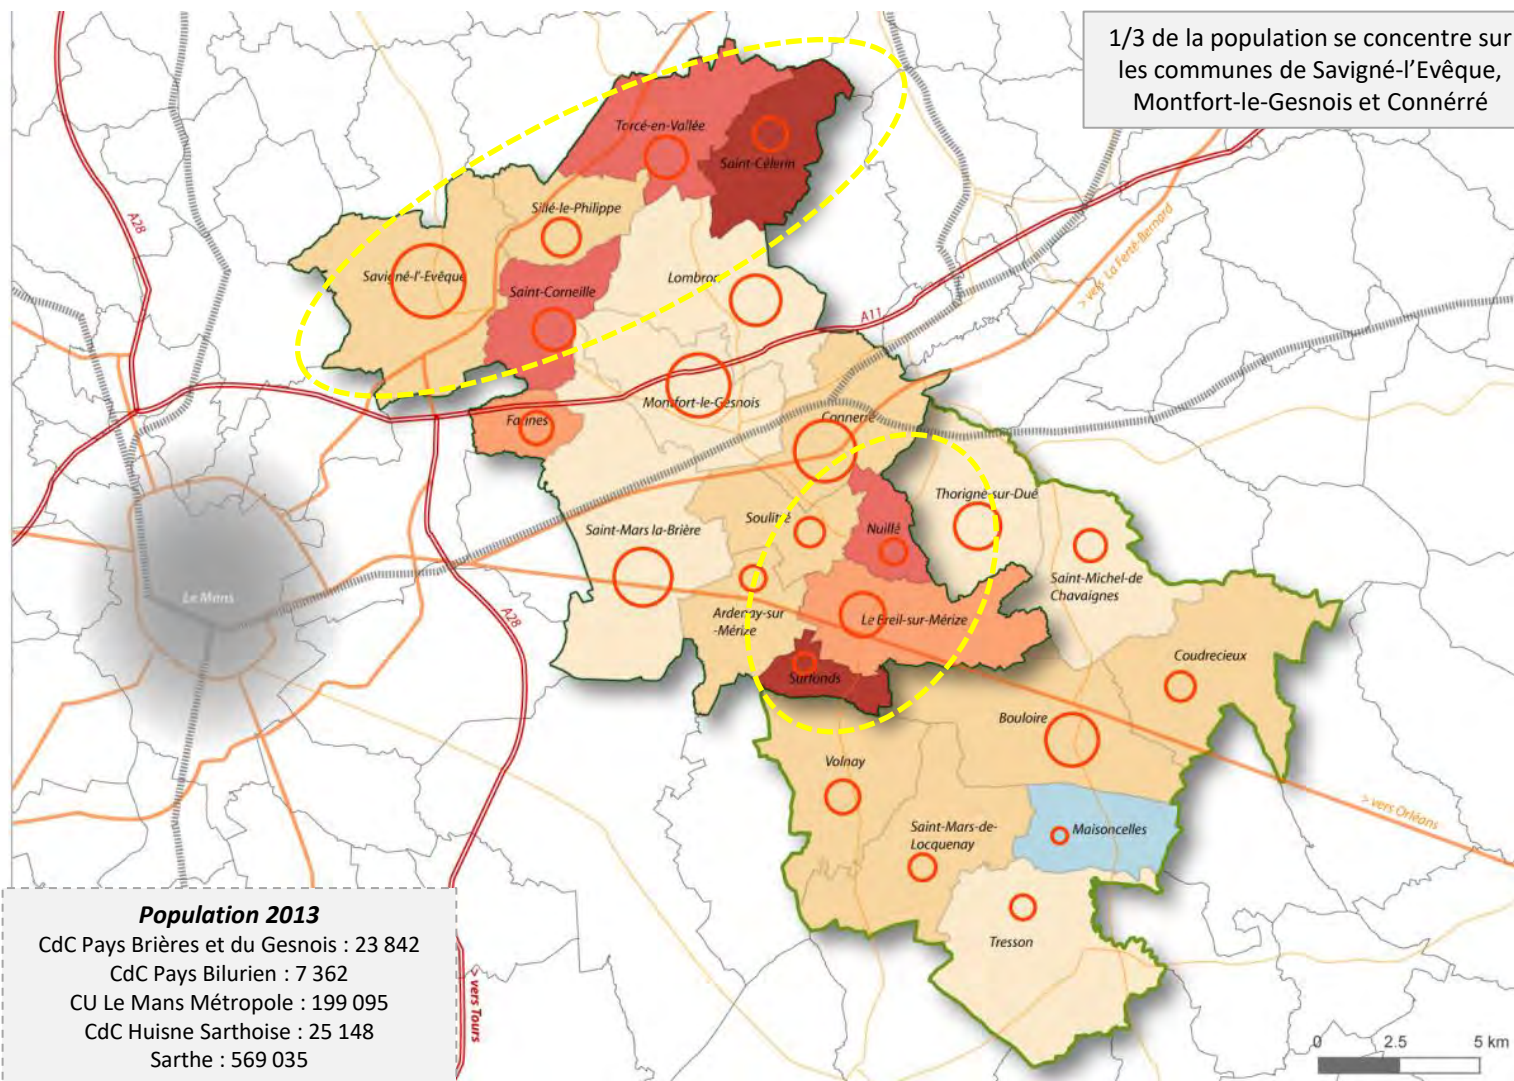 1/3 de la population se concentre sur
les communes de Savigné-l'Evêque,
Montfort-le-Gesnois et Connérré
Torcé-en-Vallée
Saint-Célerin
Sillé-le-Philippe
A28
Savigné-l'-Evêque
Saint-Corneille
Lombron
> vers La Ferté-Bernard
A11
Montfort-le-Gesnois
Fatines
Connerré
Thorigné-sur-Dué
Soulitré
Saint-Mars la-Brière
Nuillé
Saint-Michel-de
Chavaignes
Le Mans
Ardenay-sur
-Mérize
Le Breil-sur-Mérize
A28
Surfonds
Coudrecieux
Bouloire
Volnay
> vers Orléans
Saint-Mars-de-
Locquenay
Maisoncelles
Tresson
Population 2013
CdC Pays Brières et du Gesnois : 23 842
CdC Pays Bilurien : 7 362
CU Le Mans Métropole : 199 095
CdC Huisne Sarthoise : 25 148
Sarthe : 569 035
> vers Tours
0 2.5 5 km